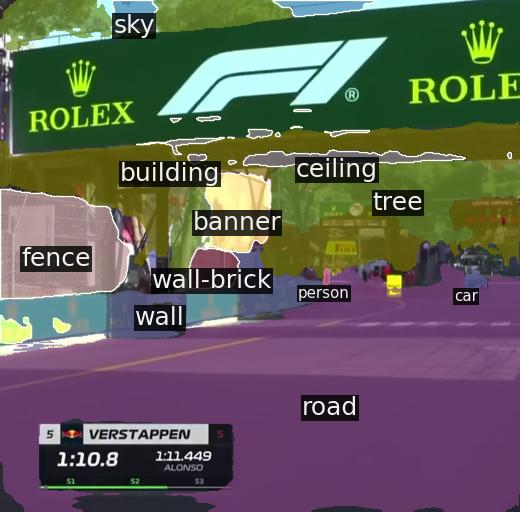 sky
ROLEX
F1®
ROLE
building
ceiling
tree
banner
fence
wall-brick
person
car
wall
road
5 VERSTAPPEN 5
1:10.8 1:11.449
ALONSO
S1 S2 S3